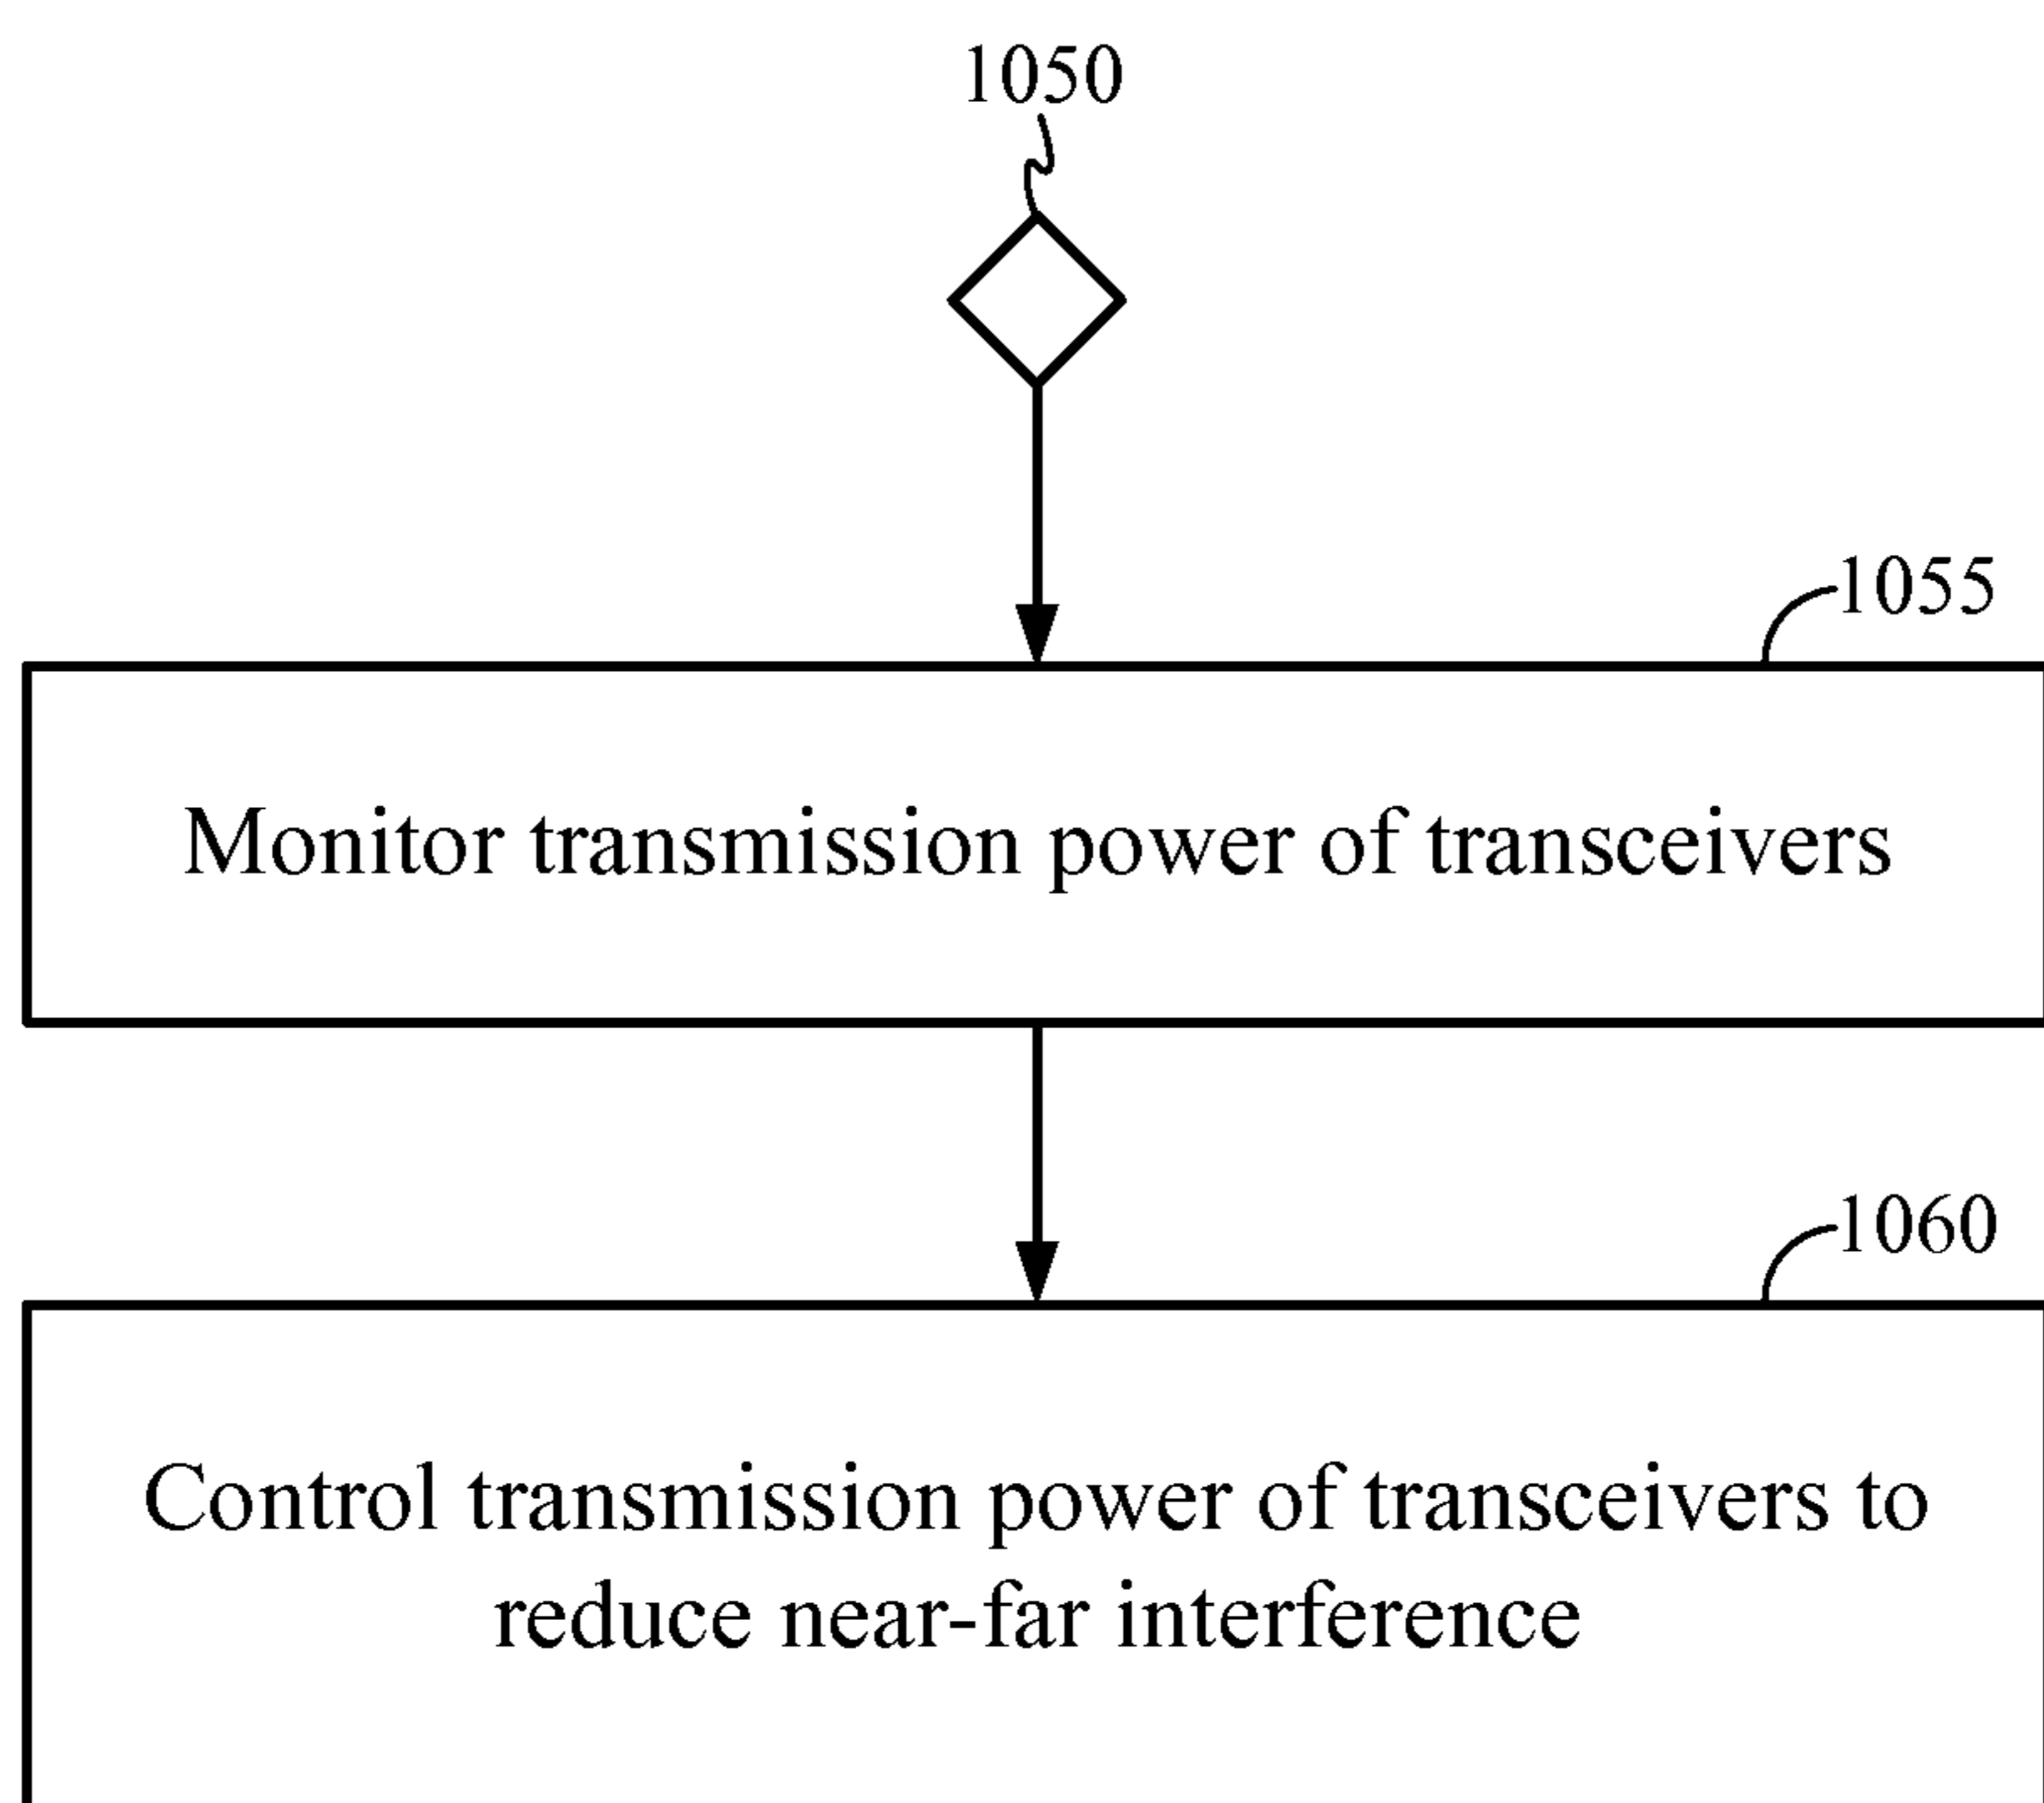 1050
1055
Monitor transmission power of transceivers
1060
Control transmission power of transceivers to
reduce near-far interference